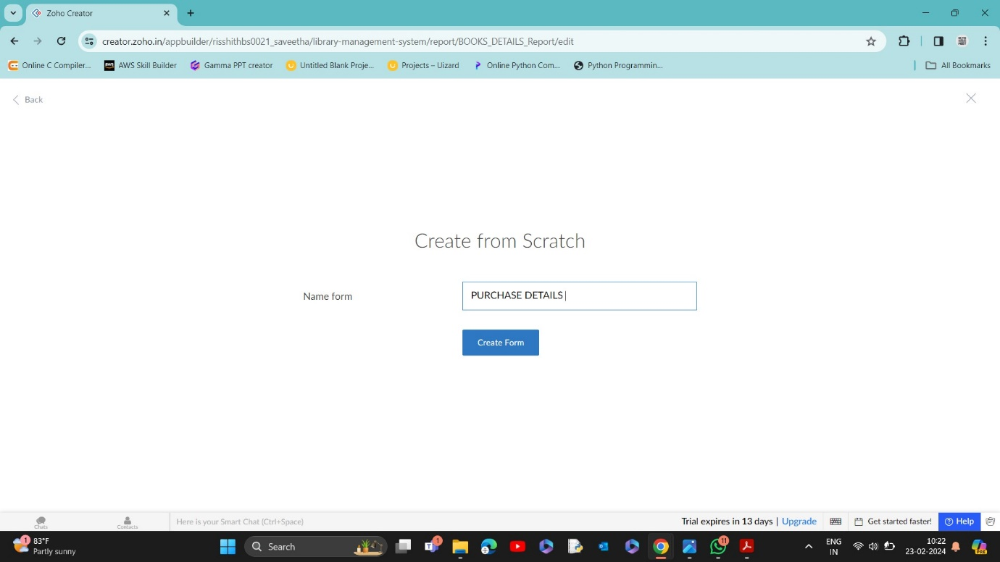 Zoho Creator
creator.zoho.in/appbuilder/risshithbs0021_saveetha/library-management-system/report/BOOKS_DETAILS_Report/edit
Online C Compiler... AWS Skill Builder Gamma PPT creator Untitled Blank Proje... Projects – Uizard Online Python Com... Python Programmin... All Bookmarks
Back
Create from Scratch
Name form PURCHASE DETAILS
Create Form
Chats Contacts Here is your Smart Chat (Ctrl+Space) Trial expires in 13 days | Upgrade Get started faster! Help
1 83°F
Partly sunny
Search
1
11
ENG
IN
10:22
23-02-2024
PRE